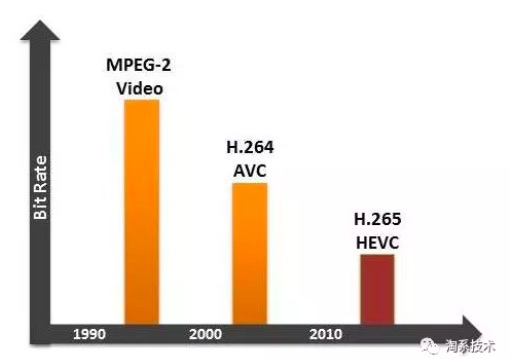 MPEG-2
Video
H.264
AVC
H.265
HEVC
Bit Rate
1990
2000
2010
淘系技术